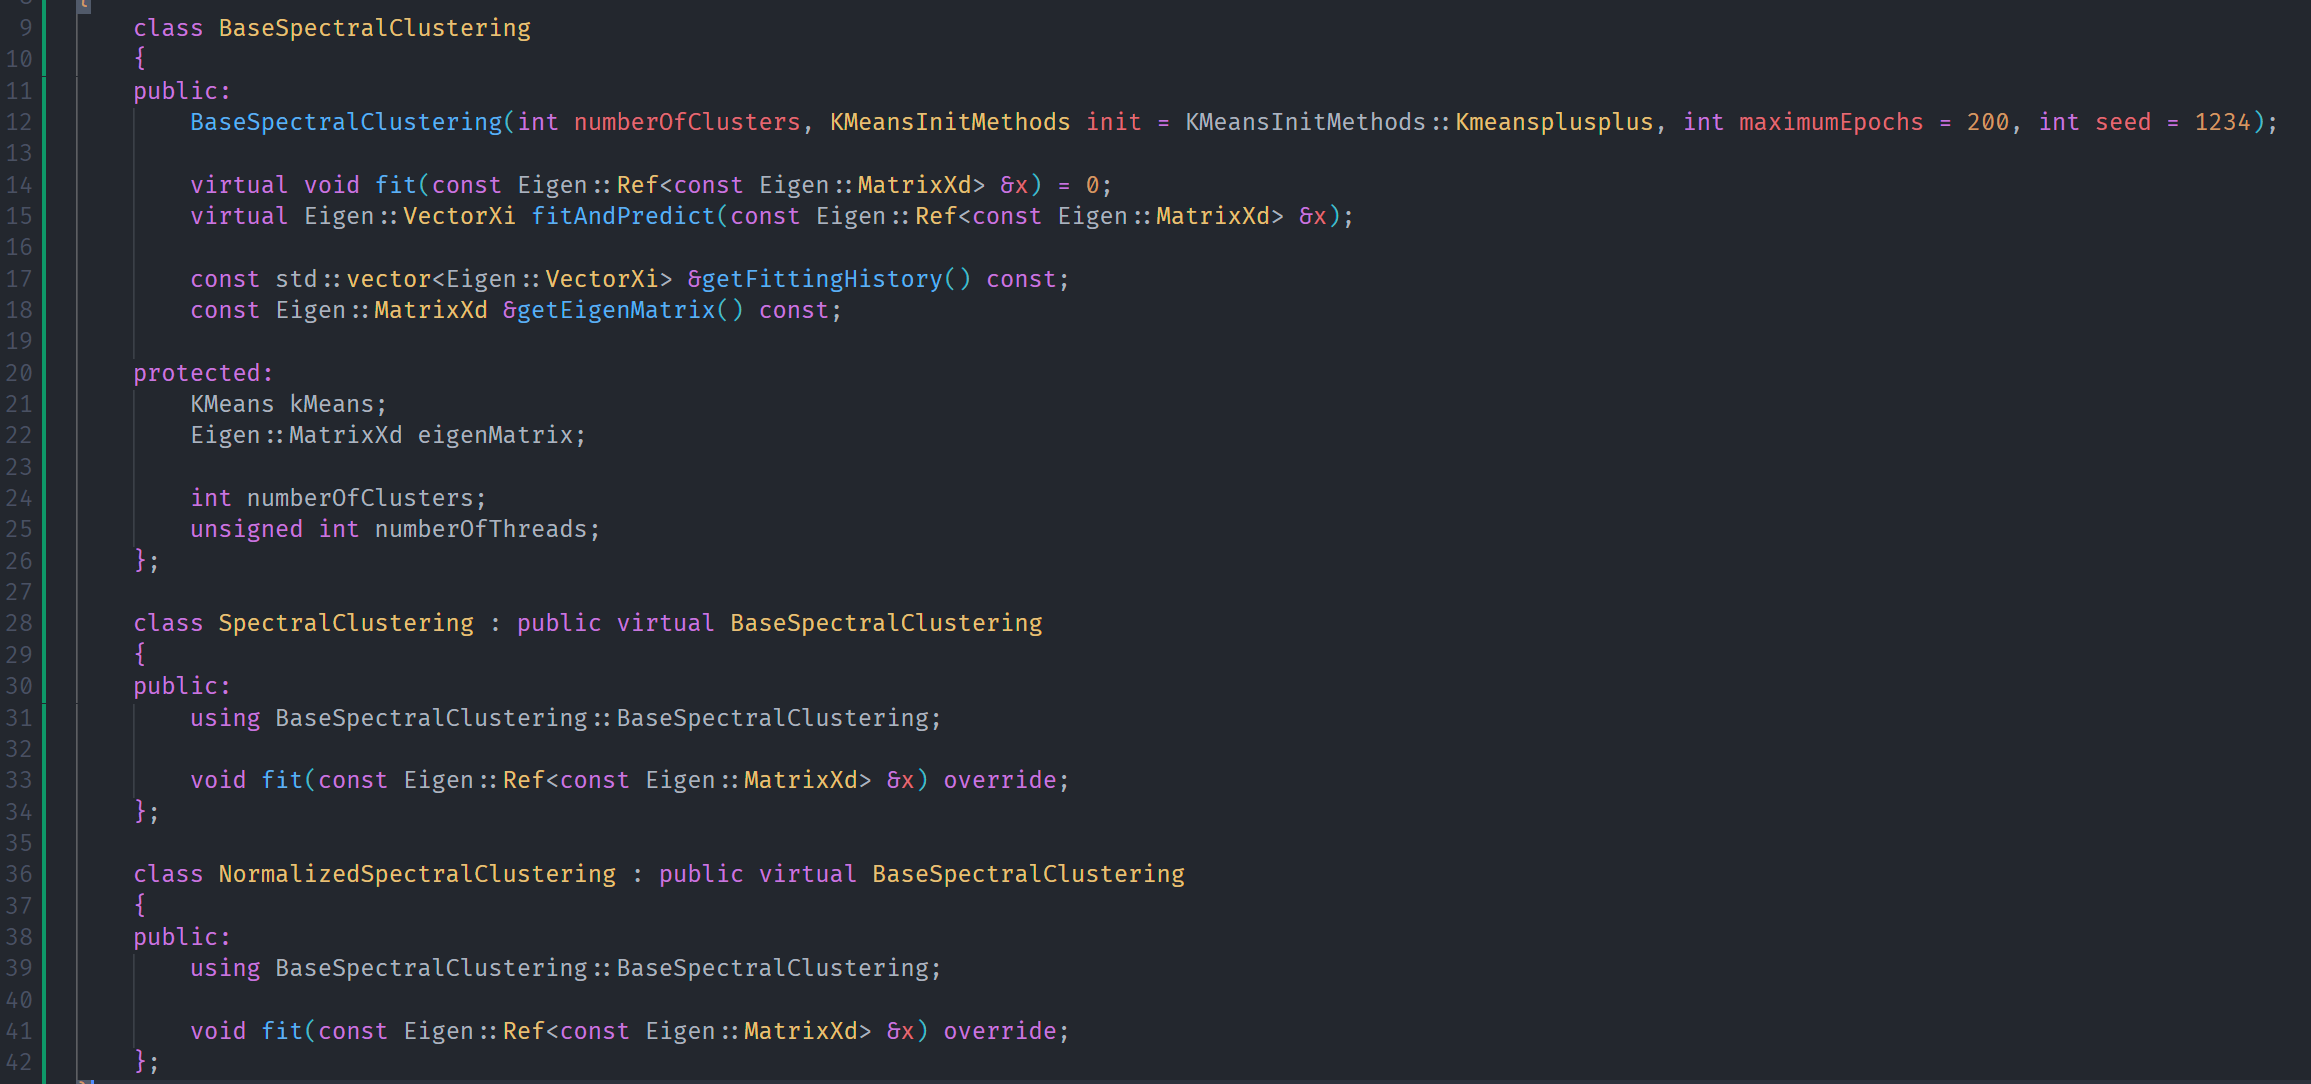 9 class BaseSpectralClustering
10 {
11 public:
12 BaseSpectralClustering(int numberOfClusters, KMeansInitMethods init = KMeansInitMethods::Kmeansplusplus, int maximumEpochs = 200, int seed = 1234);
13
14 virtual void fit(const Eigen::Ref<const Eigen::MatrixXd> &x) = 0;
15 virtual Eigen::VectorXi fitAndPredict(const Eigen::Ref<const Eigen::MatrixXd> &x);
16
17 const std::vector<Eigen::VectorXi> &getFittingHistory() const;
18 const Eigen::MatrixXd &getEigenMatrix() const;
19
20 protected:
21 KMeans kMeans;
22 Eigen::MatrixXd eigenMatrix;
23
24 int numberOfClusters;
25 unsigned int numberOfThreads;
26 };
27
28 class SpectralClustering : public virtual BaseSpectralClustering
29 {
30 public:
31 using BaseSpectralClustering::BaseSpectralClustering;
32
33 void fit(const Eigen::Ref<const Eigen::MatrixXd> &x) override;
34 };
35
36 class NormalizedSpectralClustering : public virtual BaseSpectralClustering
37 {
38 public:
39 using BaseSpectralClustering::BaseSpectralClustering;
40
41 void fit(const Eigen::Ref<const Eigen::MatrixXd> &x) override;
42 };